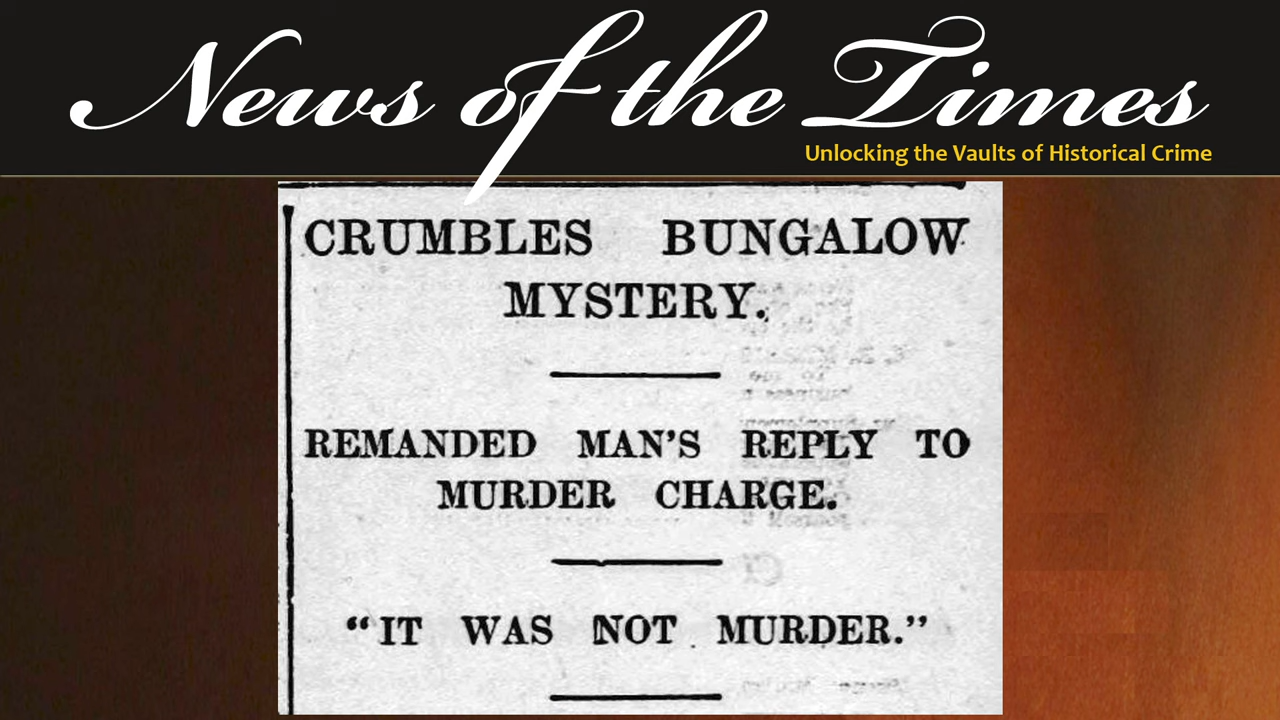 News of the Times
Unlocking the Vaults of Historical Crime
CRUMBLES BUNGALOW
MYSTERY.
REMANDED MAN'S REPLY TO
MURDER CHARGE.
"IT WAS NOT MURDER."